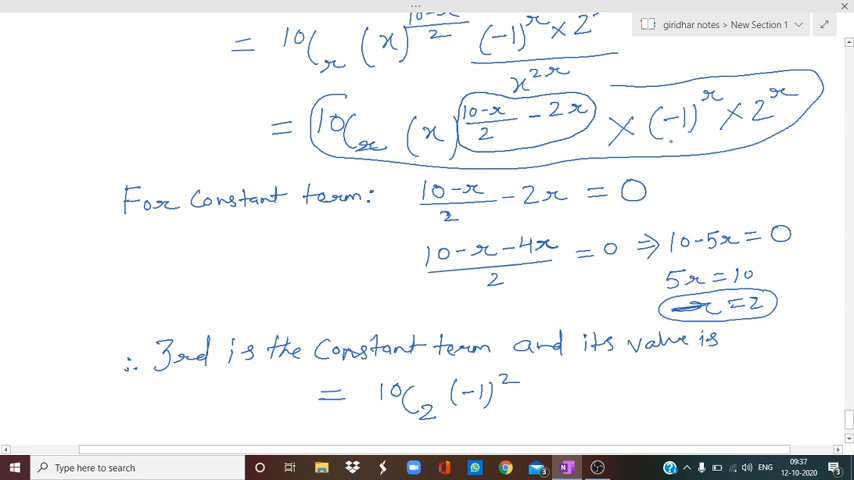 giridhar notes > New Section 1
= 10Cr (x)^((10-r)/2) ((-1)^r × 2^r)/x^(2r)
= 10Cr (x)^((10-r)/2 - 2r) × (-1)^r × 2^r
For constant term: (10-r)/2 - 2r = 0
(10-r-4r)/2 = 0 ⇒ 10-5r = 0
5r = 10
r = 2
∴ 3rd is the constant term and its value is
= 10C2 (-1)^2
Type here to search
ENG
09:37
12-10-2020
3
3